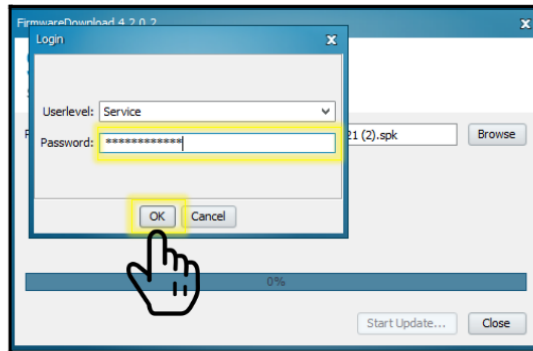 FirmwareDownload 4.2.0.2
Login
Userlevel: Service
Password: ************
21 (2).spk
Browse
OK Cancel
0%
Start Update... Close